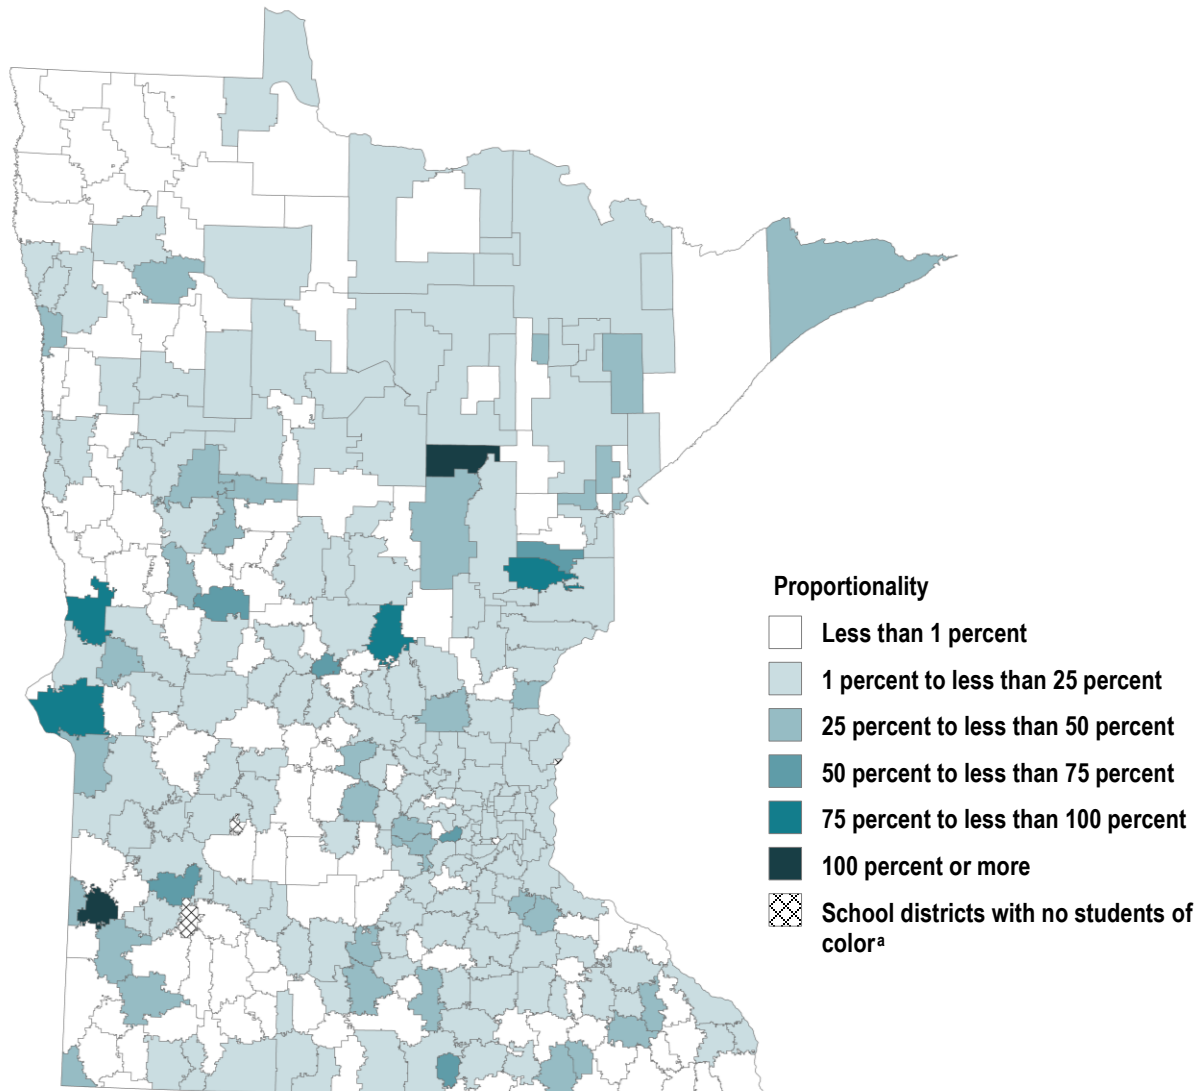 Proportionality
Less than 1 percent
1 percent to less than 25 percent
25 percent to less than 50 percent
50 percent to less than 75 percent
75 percent to less than 100 percent
100 percent or more
School districts with no students of
colorᵃ